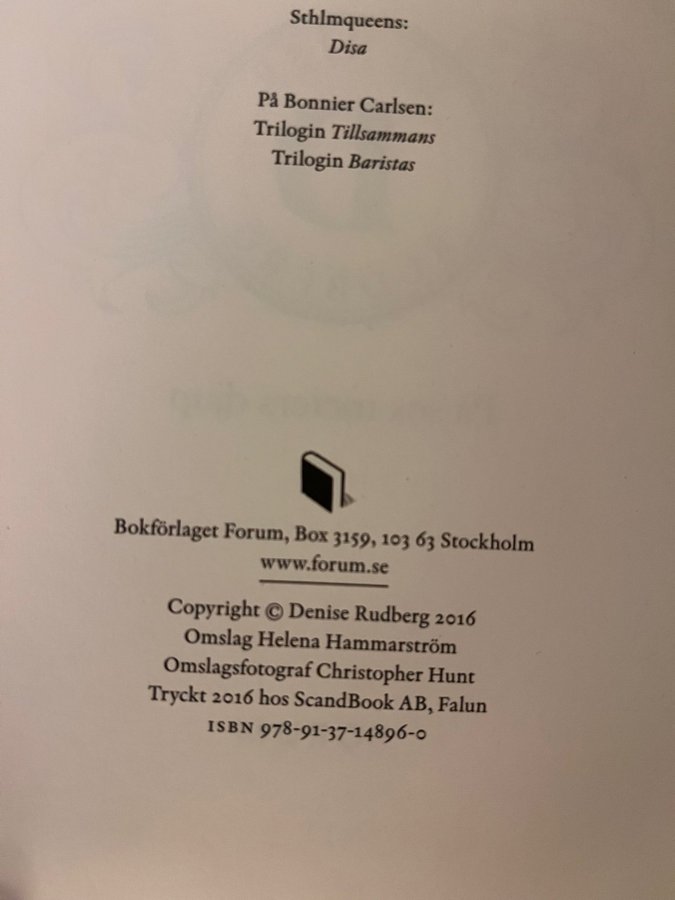 Sthlmqueens:
Disa
På Bonnier Carlsen:
Trilogin Tillsammans
Trilogin Baristas
Bokförlaget Forum, Box 3159, 103 63 Stockholm
www.forum.se
Copyright © Denise Rudberg 2016
Omslag Helena Hammarström
Omslagsfotograf Christopher Hunt
Tryckt 2016 hos ScandBook AB, Falun
ISBN 978-91-37-14896-0